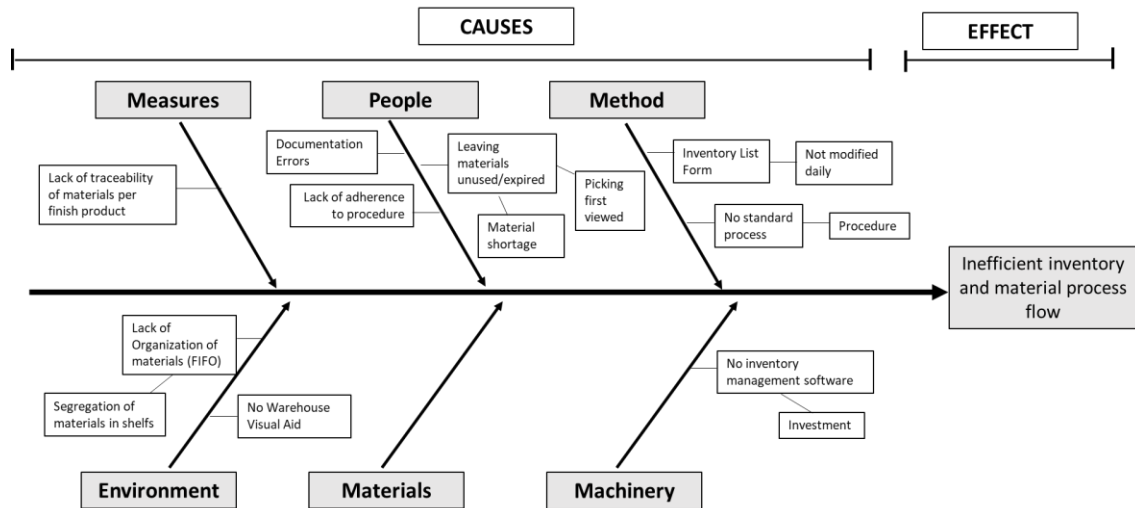 CAUSES
EFFECT
Measures
People
Method
Documentation
Errors
Leaving
materials
unused/expired
Inventory List
Form
Not modified
daily
Lack of traceability
of materials per
finish product
Lack of adherence
to procedure
Picking
first
viewed
Material
shortage
No standard
process
Procedure
Inefficient inventory
and material process
flow
Lack of
Organization of
materials (FIFO)
No inventory
management software
Segregation of
materials in shelfs
No Warehouse
Visual Aid
Investment
Environment
Materials
Machinery